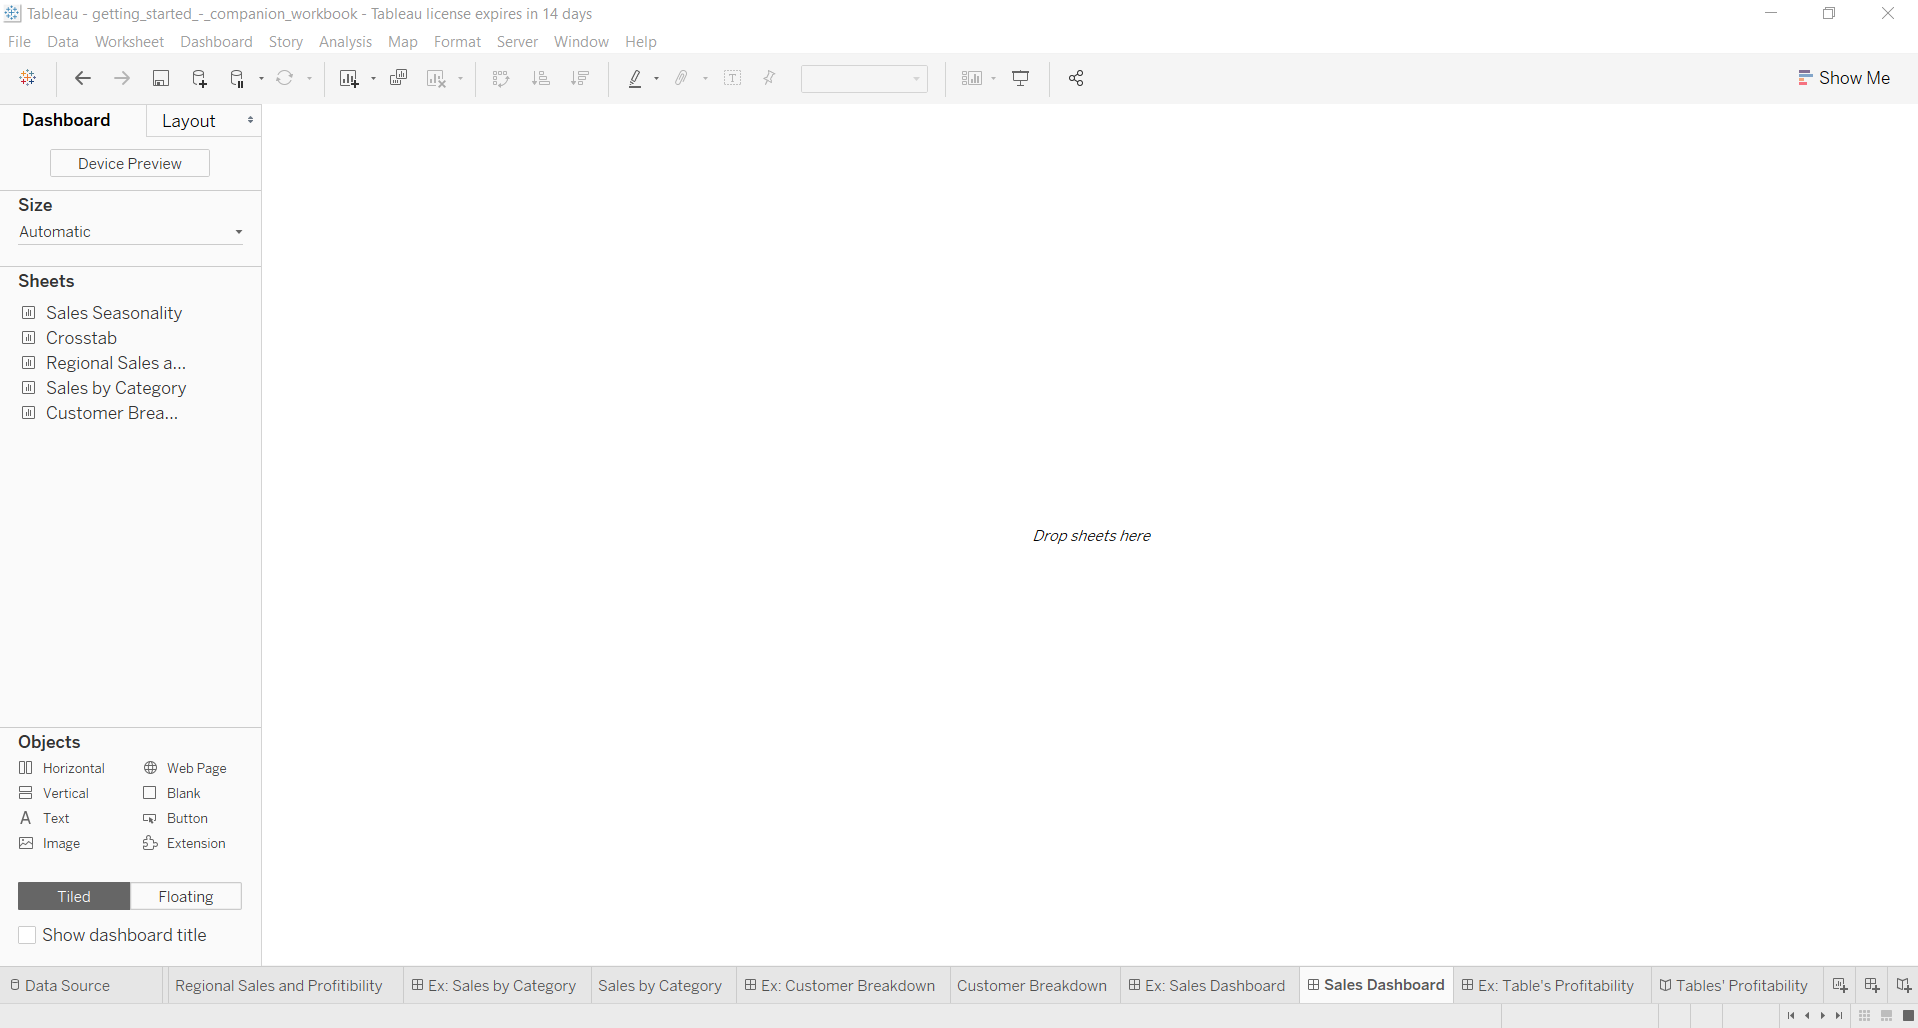 Tableau - getting_started_-_companion_workbook - Tableau license expires in 14 days
File Data Worksheet Dashboard Story Analysis Map Format Server Window Help
Show Me
Dashboard Layout
Device Preview
Size
Automatic
Sheets
Sales Seasonality
Crosstab
Regional Sales a...
Sales by Category
Customer Brea...
Drop sheets here
Objects
Horizontal Web Page
Vertical Blank
Text Button
Image Extension
Tiled Floating
Show dashboard title
Data Source Regional Sales and Profitibility Ex: Sales by Category Sales by Category Ex: Customer Breakdown Customer Breakdown Ex: Sales Dashboard Sales Dashboard Ex: Table's Profitability Tables' Profitability